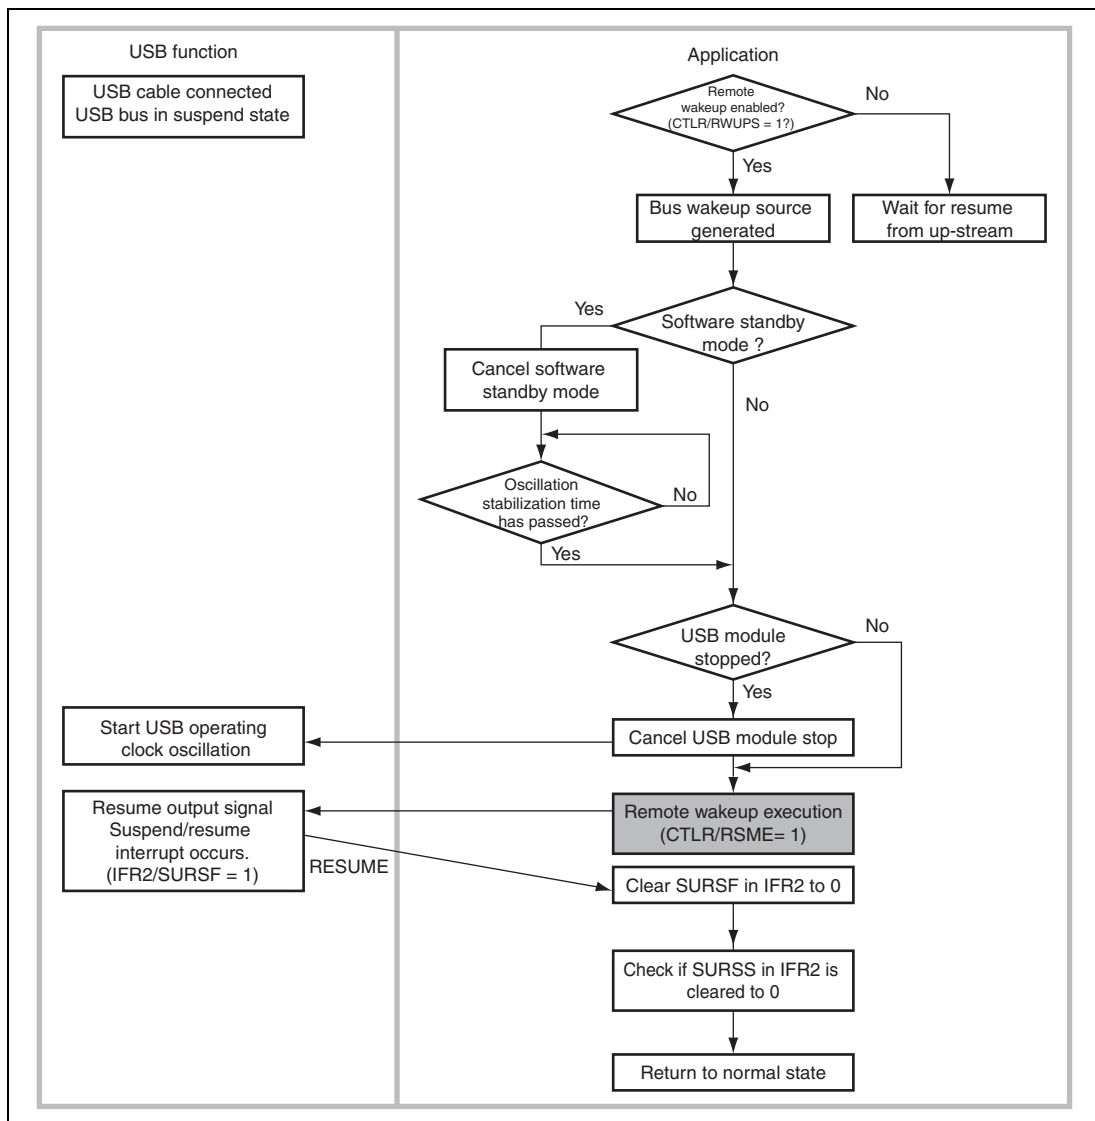 USB function
USB cable connected
USB bus in suspend state
Application
Remote
wakeup enabled?
(CTLR/RWUPS = 1?)
No
Yes
Bus wakeup source
generated
Wait for resume
from up-stream
Yes
Software standby
mode ?
Cancel software
standby mode
No
Oscillation
stabilization time
has passed?
No
Yes
USB module
stopped?
No
Yes
Start USB operating
clock oscillation
Cancel USB module stop
Resume output signal
Suspend/resume
interrupt occurs.
(IFR2/SURSF = 1)
RESUME
Remote wakeup execution
(CTLR/RSME= 1)
Clear SURSF in IFR2 to 0
Check if SURSS in IFR2 is
cleared to 0
Return to normal state